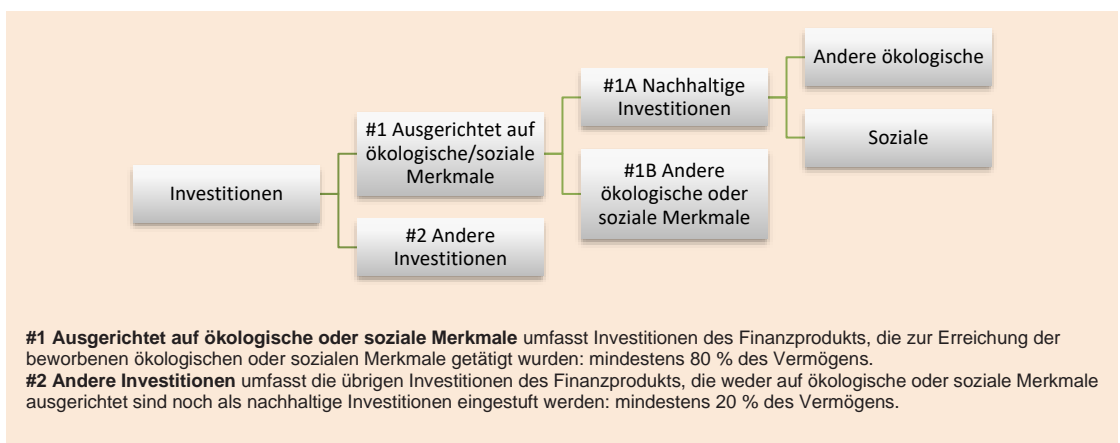 Andere ökologische
#1A Nachhaltige
Investitionen
#1 Ausgerichtet auf
ökologische/soziale
Merkmale
Soziale
#1B Andere
ökologische oder
soziale Merkmale
Investitionen
#2 Andere
Investitionen
#1 Ausgerichtet auf ökologische oder soziale Merkmale umfasst Investitionen des Finanzprodukts, die zur Erreichung der
beworbenen ökologischen oder sozialen Merkmale getätigt wurden: mindestens 80 % des Vermögens.
#2 Andere Investitionen umfasst die übrigen Investitionen des Finanzprodukts, die weder auf ökologische oder soziale Merkmale
ausgerichtet sind noch als nachhaltige Investitionen eingestuft werden: mindestens 20 % des Vermögens.